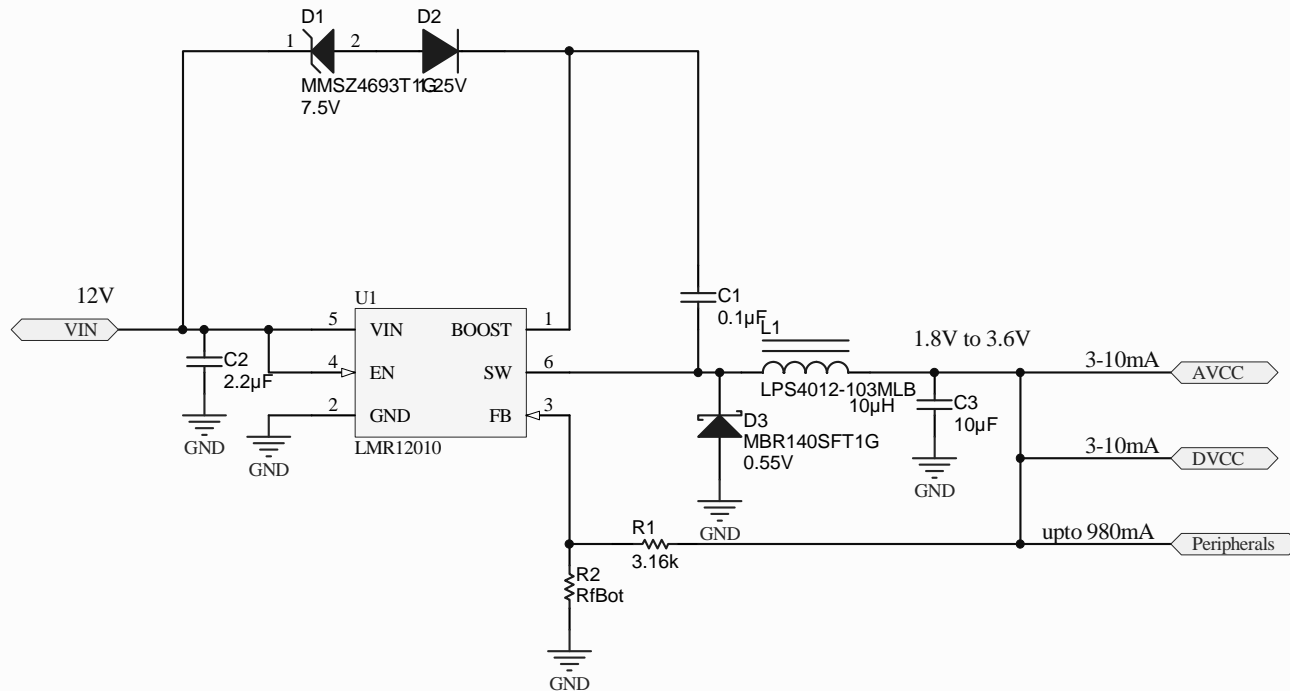 D1
D2
1
2
MMSZ4693T1G
1.25V
7.5V
12V
VIN
C2
2.2µF
GND
U1
5
VIN
BOOST
1
4
EN
SW
6
2
GND
FB
3
LMR12010
GND
C1
0.1µF
L1
LPS4012-103MLB
10µH
D3
MBR140SFT1G
0.55V
GND
1.8V to 3.6V
C3
10µF
GND
3-10mA
AVCC
3-10mA
DVCC
upto 980mA
Peripherals
R1
3.16k
R2
RfBot
GND